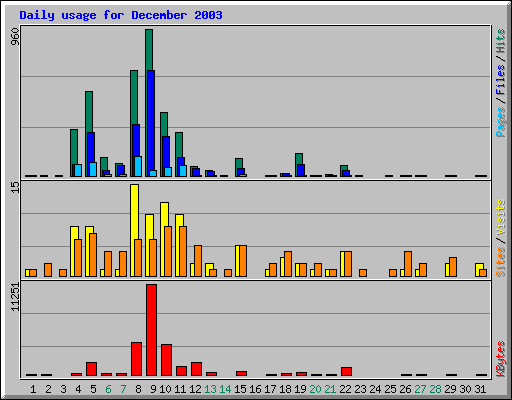 Daily usage for December 2003
960
Pages / Files / Hits
15
Sites / Visits
11251
KBytes
1 2 3 4 5 6 7 8 9 10 11 12 13 14 15 16 17 18 19 20 21 22 23 24 25 26 27 28 29 30 31